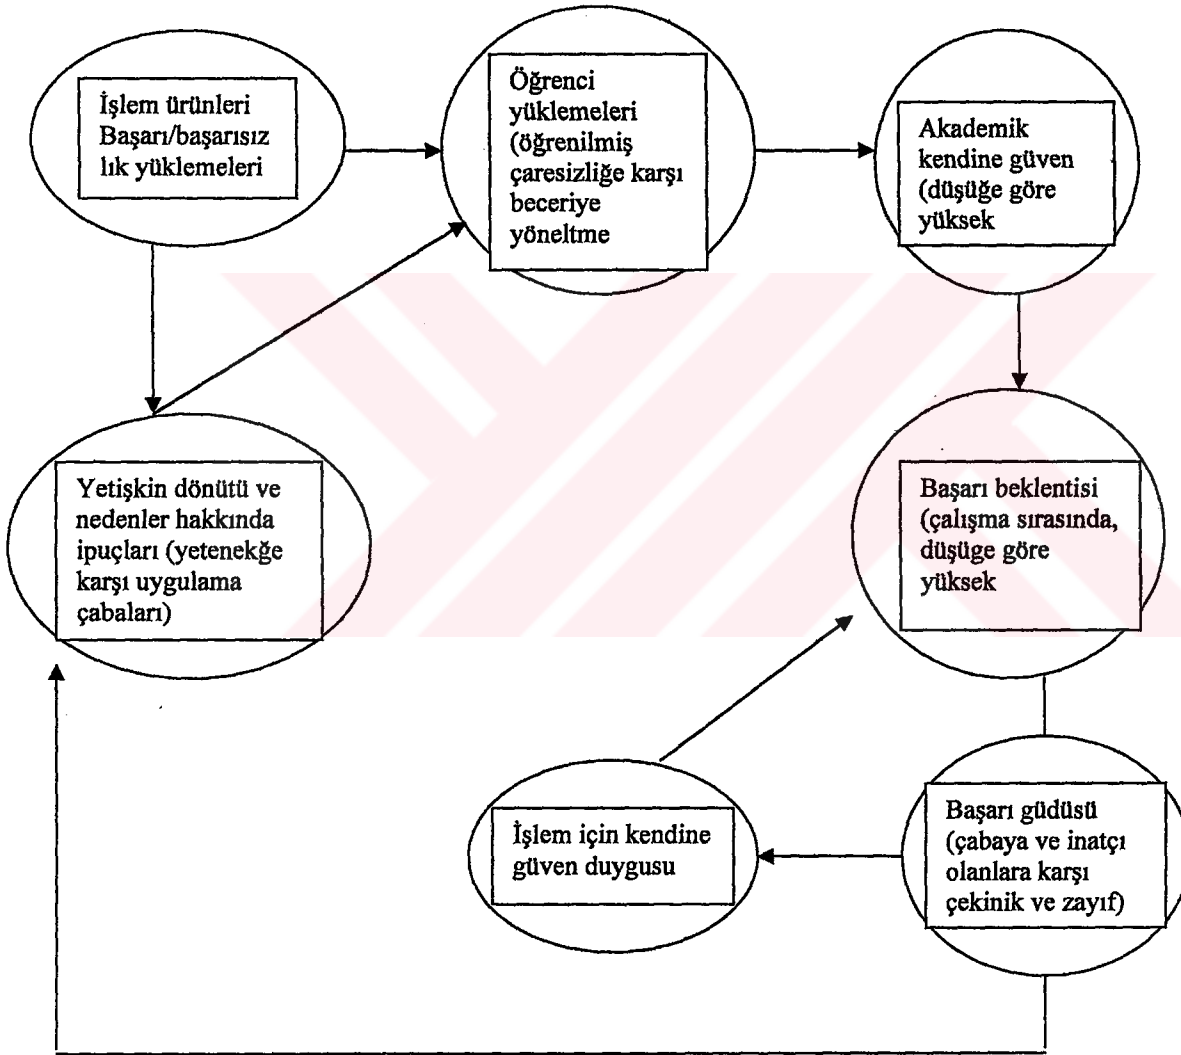 İşlem ürünleri
Başarı/başarısız
lık yüklemeleri
Öğrenci
yüklemeleri
(öğrenilmiş
çaresizliğe karşı
beceriye
yöneltme
Akademik
kendine güven
(düşüğe göre
yüksek
Yetişkin dönütü ve
nedenler hakkında
ipuçları (yetenekğe
karşı uygulama
çabaları)
Başarı beklentisi
(çalışma sırasında,
düşüge göre
yüksek
İşlem için kendine
güven duygusu
Başarı güdüsü
(çabaya ve inatçı
olanlara karşı
çekinik ve zayıf)